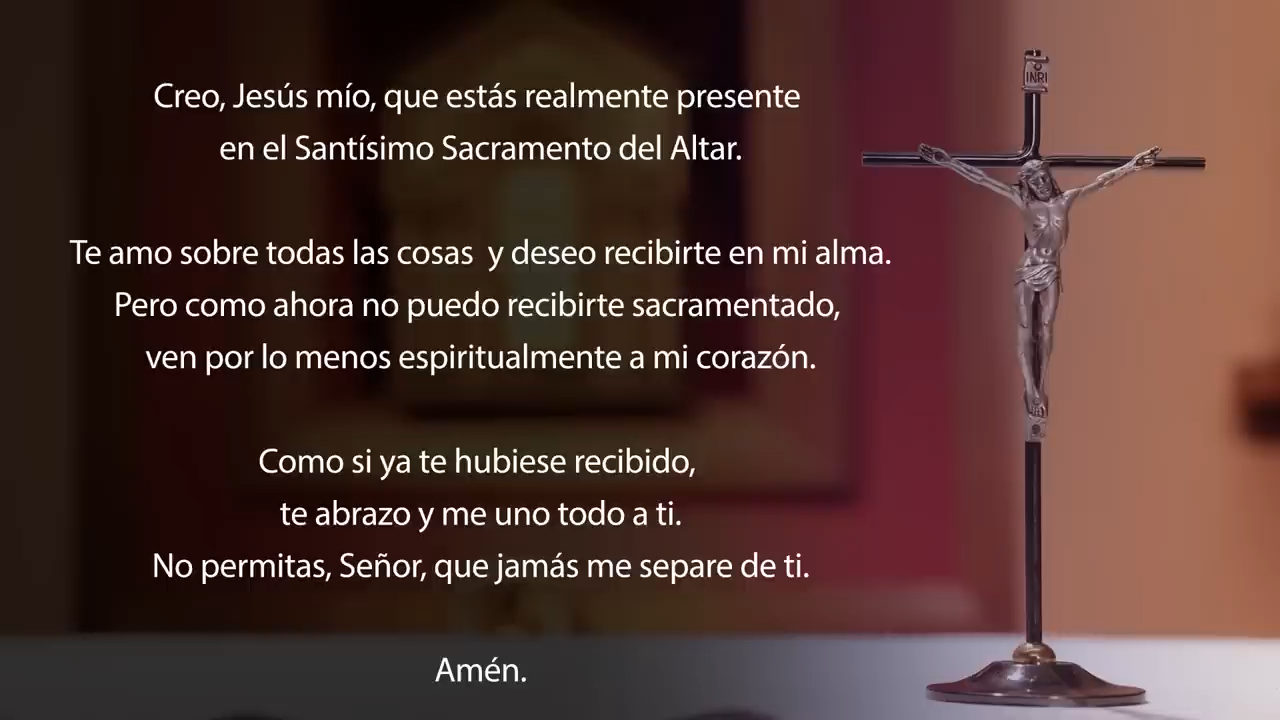 Creo, Jesús mío, que estás realmente presente
en el Santísimo Sacramento del Altar.
Te amo sobre todas las cosas  y deseo recibirte en mi alma.
Pero como ahora no puedo recibirte sacramentado,
ven por lo menos espiritualmente a mi corazón.
Como si ya te hubiese recibido,
te abrazo y me uno todo a ti.
No permitas, Señor, que jamás me separe de ti.
Amén.
INRI